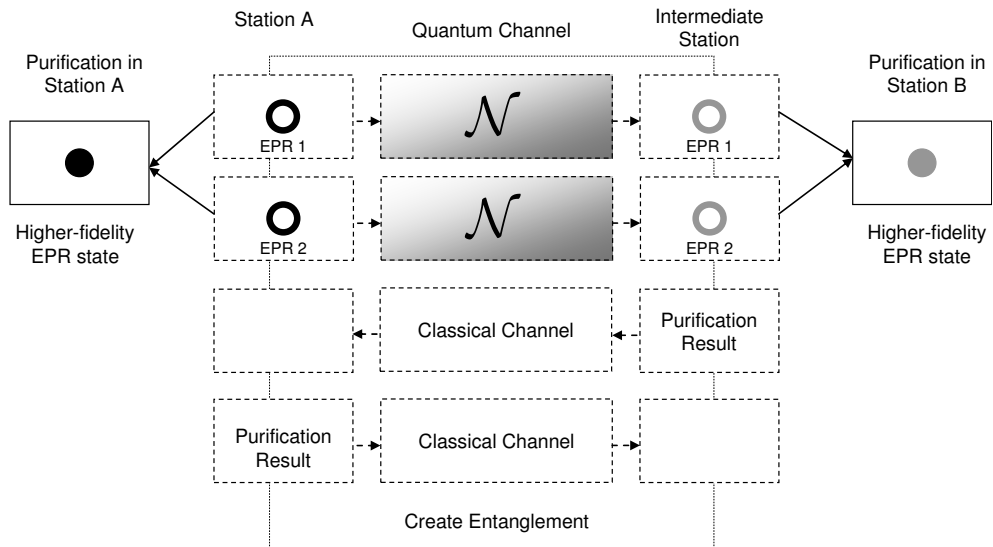 Station A
Quantum Channel
Intermediate
Station
Purification in
Station A
Purification in
Station B
EPR 1
𝒩
EPR 1
EPR 2
𝒩
EPR 2
Higher-fidelity
EPR state
Higher-fidelity
EPR state
Classical Channel
Purification
Result
Purification
Result
Classical Channel
Create Entanglement